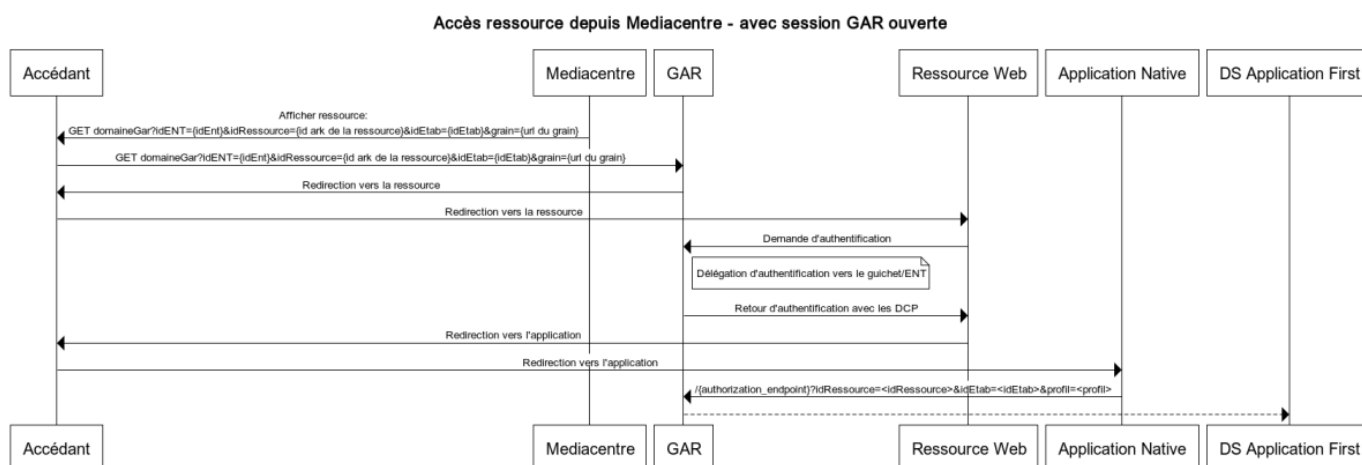 Accès ressource depuis Mediacentre - avec session GAR ouverte
Accédant
Mediacentre
GAR
Ressource Web
Application Native
DS Application First
Afficher ressource:
GET domaineGar?idENT={idEnt}&idRessource={id ark de la ressource}&idEtab={idEtab}&grain={url du grain}
GET domaineGar?idENT={idEnt}&idRessource={id ark de la ressource}&idEtab={idEtab}&grain={url du grain}
Redirection vers la ressource
Redirection vers la ressource
Demande d'authentification
Délégation d'authentification vers le guichet/ENT
Retour d'authentification avec les DCP
Redirection vers l'application
Redirection vers l'application
/{authorization_endpoint}?idRessource=<idRessource>&idEtab=<idEtab>&profil=<profil>
Accédant
Mediacentre
GAR
Ressource Web
Application Native
DS Application First